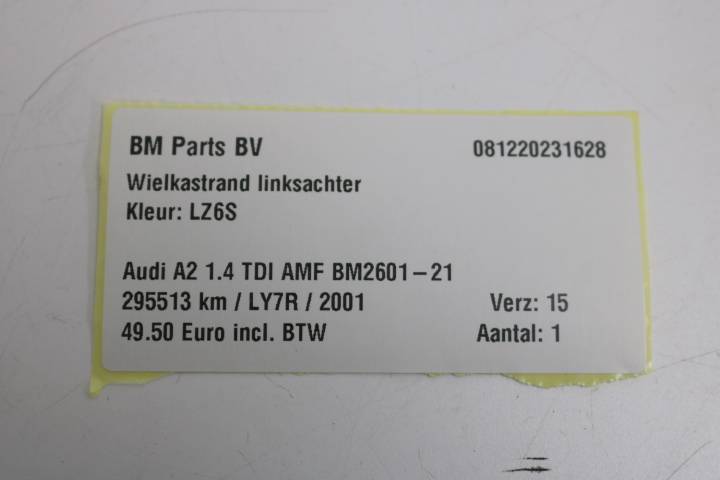 BM Parts BV 081220231628
Wielkastrand linksachter
Kleur: LZ6S
Audi A2 1.4 TDI AMF BM2601-21
295513 km / LY7R / 2001 Verz: 15
49.50 Euro incl. BTW Aantal: 1